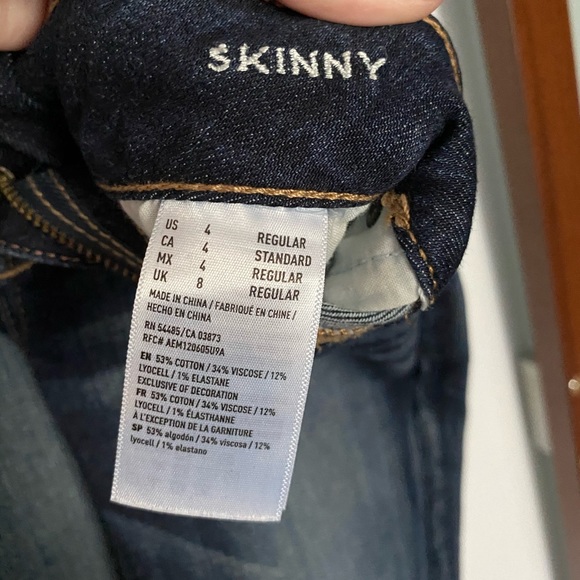 SKINNY
US 4 REGULAR
CA 4 STANDARD
MX 4 REGULAR
UK 8 REGULAR
MADE IN CHINA / FABRIQUÉ EN CHINE /
HECHO EN CHINA
RN 54485/CA 03873
RFC# AEM120605U9A
EN 53% COTTON / 34% VISCOSE / 12%
LYOCELL / 1% ELASTANE
EXCLUSIVE OF DECORATION
FR 53% COTON / 34% VISCOSE / 12%
LYOCELL / 1% ÉLASTHANNE
À L'EXCEPTION DE LA GARNITURE
SP 53% algodón / 34% viscosa / 12%
lyocell / 1% elastano